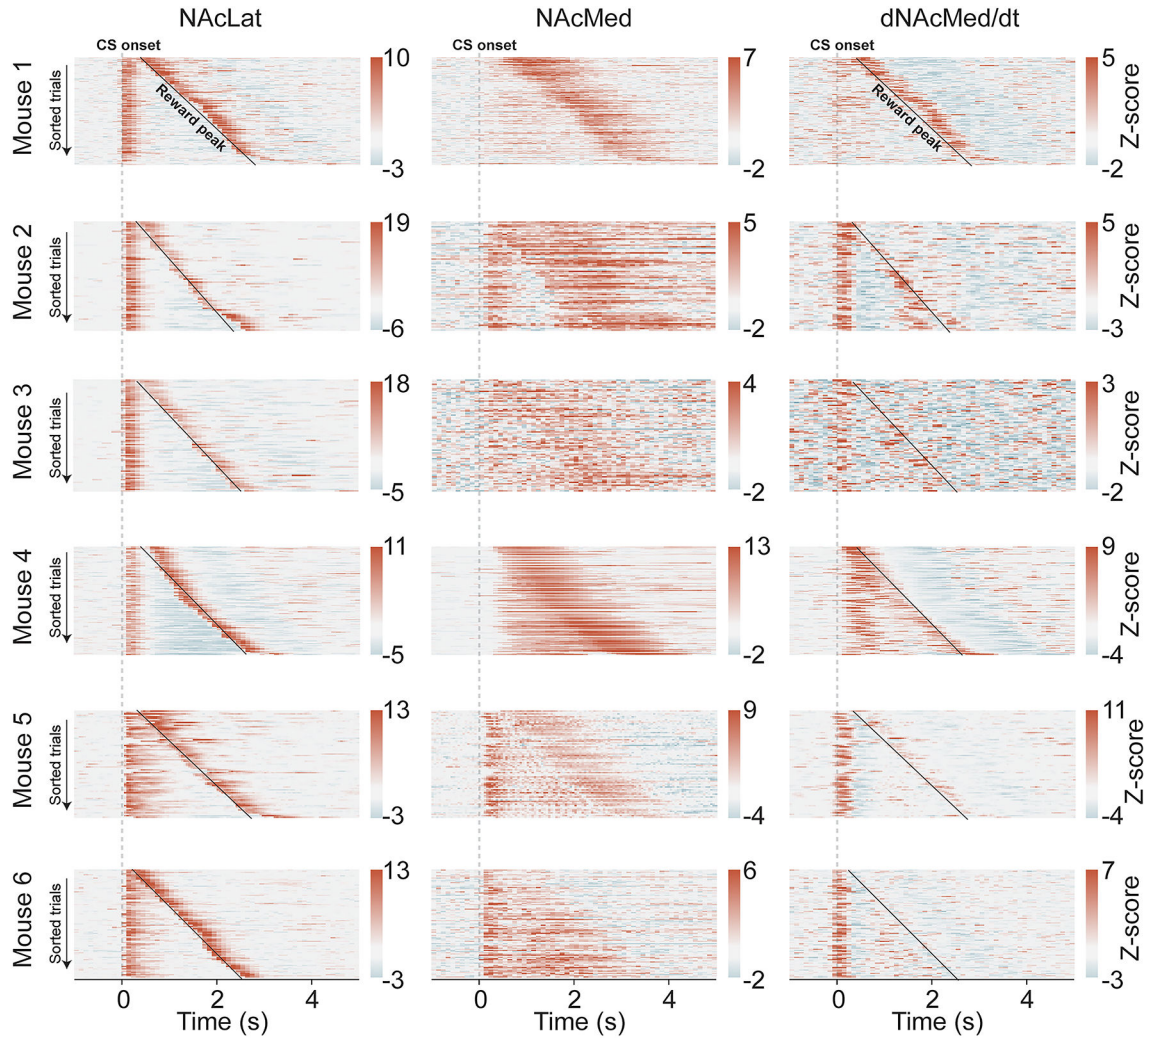 NAcLat NAcMed dNAcMed/dt
CS onset CS onset CS onset
Mouse 1 Sorted trials Reward peak 10 -3 7 -2 Reward peak 5 -2 Z-score
Mouse 2 Sorted trials 19 -6 5 -2 5 -3 Z-score
Mouse 3 Sorted trials 18 -5 4 -2 3 -2 Z-score
Mouse 4 Sorted trials 11 -5 13 -2 9 -4 Z-score
Mouse 5 Sorted trials 13 -3 9 -4 11 -4 Z-score
Mouse 6 Sorted trials 13 -3 6 -2 7 -3 Z-score
0 2 4 0 2 4 0 2 4
Time (s) Time (s) Time (s)